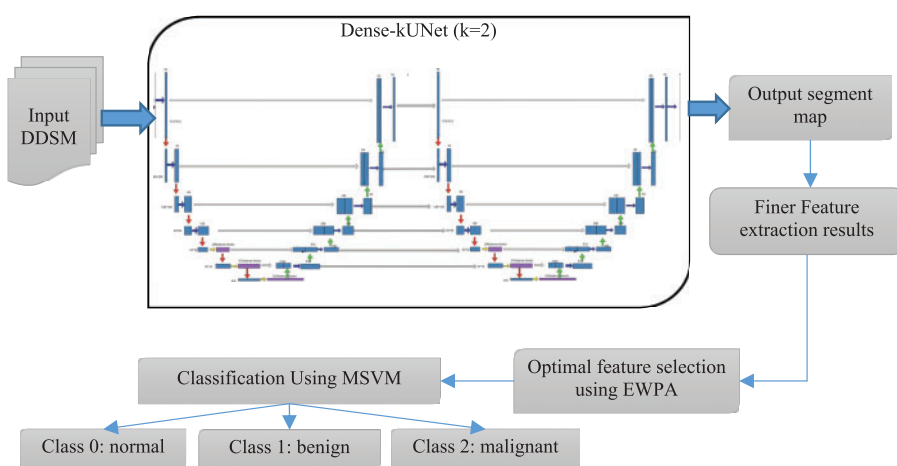 Dense-kUNet (k=2)
Input
DDSM
Output segment
map
Finer Feature
extraction results
Optimal feature selection
using EWPA
Classification Using MSVM
Class 0: normal
Class 1: benign
Class 2: malignant